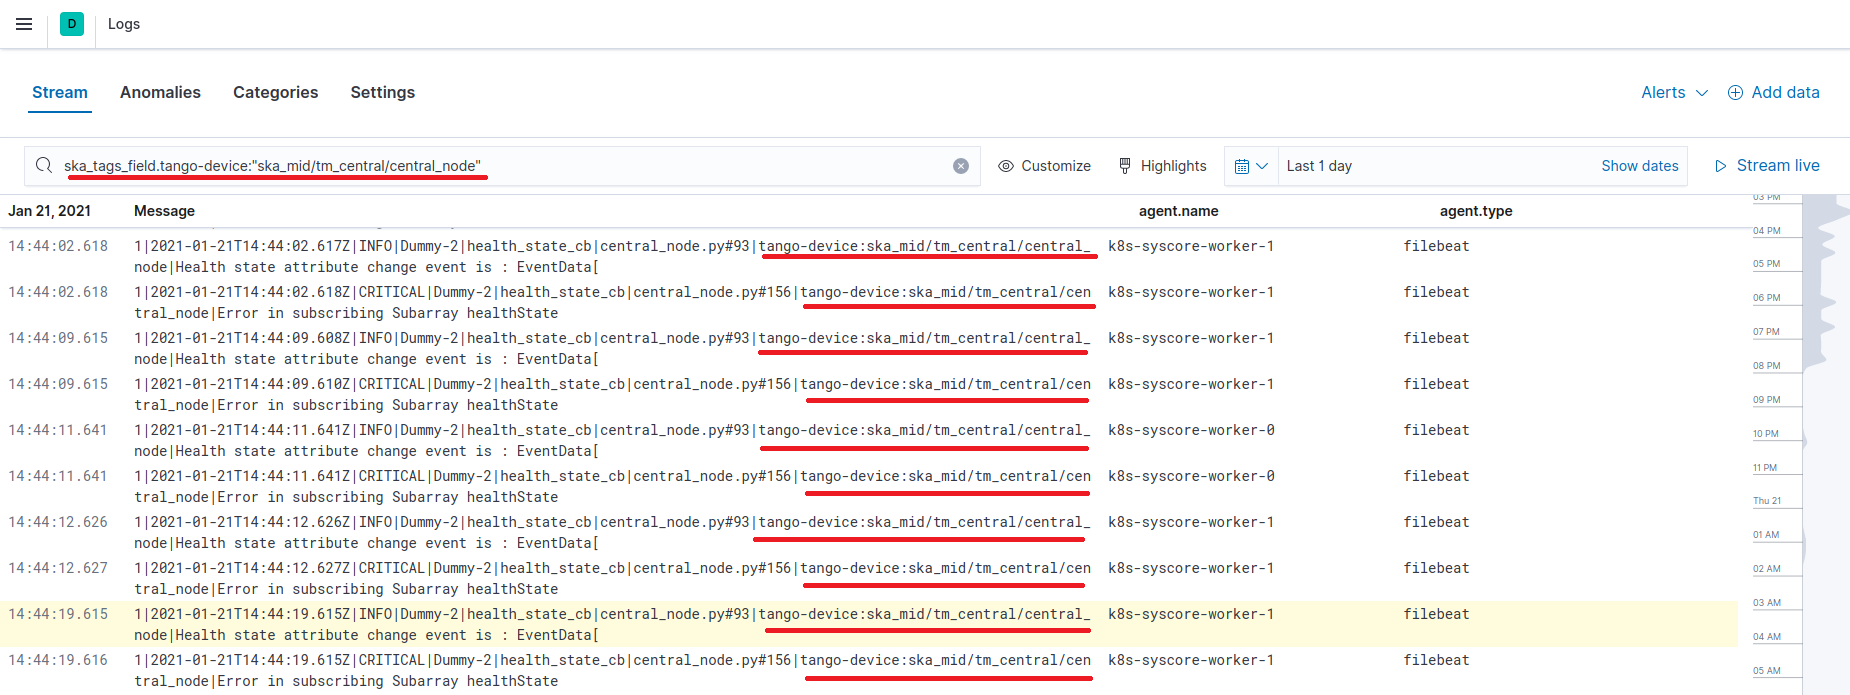 D Logs
Stream Anomalies Categories Settings Alerts Add data
ska_tags_field.tango-device:"ska_mid/tm_central/central_node" Customize Highlights Last 1 day Show dates Stream live
Jan 21, 2021 Message agent.name agent.type
03 PM
14:44:02.618 1|2021-01-21T14:44:02.617Z|INFO|Dummy-2|health_state_cb|central_node.py#93|tango-device:ska_mid/tm_central/central_ k8s-syscore-worker-1 filebeat
node|Health state attribute change event is : EventData[
14:44:02.618 1|2021-01-21T14:44:02.618Z|CRITICAL|Dummy-2|health_state_cb|central_node.py#156|tango-device:ska_mid/tm_central/cen k8s-syscore-worker-1 filebeat
tral_node|Error in subscribing Subarray healthState
14:44:09.615 1|2021-01-21T14:44:09.608Z|INFO|Dummy-2|health_state_cb|central_node.py#93|tango-device:ska_mid/tm_central/central_ k8s-syscore-worker-1 filebeat
node|Health state attribute change event is : EventData[
14:44:09.615 1|2021-01-21T14:44:09.610Z|CRITICAL|Dummy-2|health_state_cb|central_node.py#156|tango-device:ska_mid/tm_central/cen k8s-syscore-worker-1 filebeat
tral_node|Error in subscribing Subarray healthState
14:44:11.641 1|2021-01-21T14:44:11.641Z|INFO|Dummy-2|health_state_cb|central_node.py#93|tango-device:ska_mid/tm_central/central_ k8s-syscore-worker-0 filebeat
node|Health state attribute change event is : EventData[
14:44:11.641 1|2021-01-21T14:44:11.641Z|CRITICAL|Dummy-2|health_state_cb|central_node.py#156|tango-device:ska_mid/tm_central/cen k8s-syscore-worker-0 filebeat
tral_node|Error in subscribing Subarray healthState
14:44:12.626 1|2021-01-21T14:44:12.626Z|INFO|Dummy-2|health_state_cb|central_node.py#93|tango-device:ska_mid/tm_central/central_ k8s-syscore-worker-1 filebeat
node|Health state attribute change event is : EventData[
14:44:12.627 1|2021-01-21T14:44:12.627Z|CRITICAL|Dummy-2|health_state_cb|central_node.py#156|tango-device:ska_mid/tm_central/cen k8s-syscore-worker-1 filebeat
tral_node|Error in subscribing Subarray healthState
14:44:19.615 1|2021-01-21T14:44:19.615Z|INFO|Dummy-2|health_state_cb|central_node.py#93|tango-device:ska_mid/tm_central/central_ k8s-syscore-worker-1 filebeat
node|Health state attribute change event is : EventData[
14:44:19.616 1|2021-01-21T14:44:19.615Z|CRITICAL|Dummy-2|health_state_cb|central_node.py#156|tango-device:ska_mid/tm_central/cen k8s-syscore-worker-1 filebeat
tral_node|Error in subscribing Subarray healthState
04 PM
05 PM
06 PM
07 PM
08 PM
09 PM
10 PM
11 PM
Thu 21
01 AM
02 AM
03 AM
04 AM
05 AM